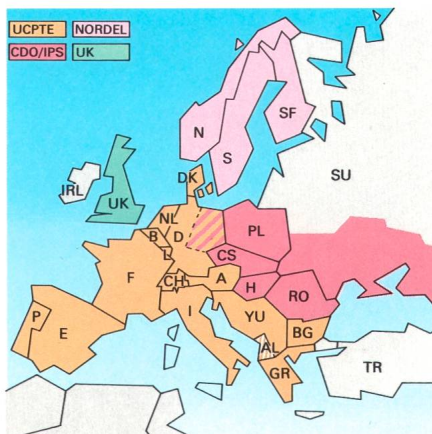 UCPTE NORDEL
CDO/IPS UK
N
SF
S
SU
DK
IRL
UK
NL
PL
B
D
L
CS
F
CH
A
H
RO
I
YU
P
E
BG
AL
GR
TR